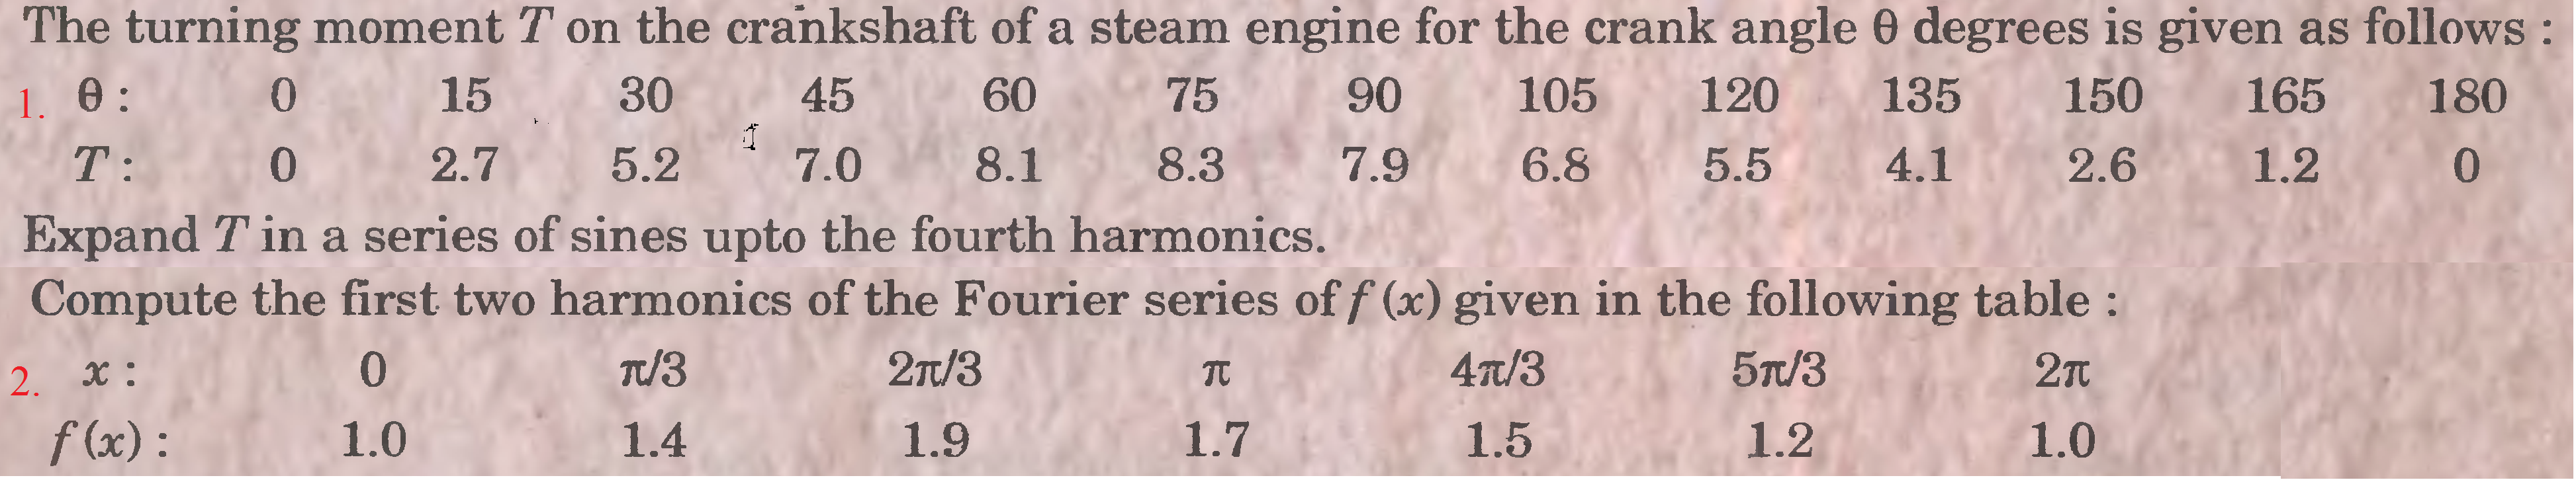 The turning moment T on the crankshaft of a steam engine for the crank angle θ degrees is given as follows :
1. θ : 0 15 30 45 60 75 90 105 120 135 150 165 180
T : 0 2.7 5.2 7.0 8.1 8.3 7.9 6.8 5.5 4.1 2.6 1.2 0
Expand T in a series of sines upto the fourth harmonics.
Compute the first two harmonics of the Fourier series of f (x) given in the following table :
2. x : 0 π/3 2π/3 π 4π/3 5π/3 2π
f (x) : 1.0 1.4 1.9 1.7 1.5 1.2 1.0